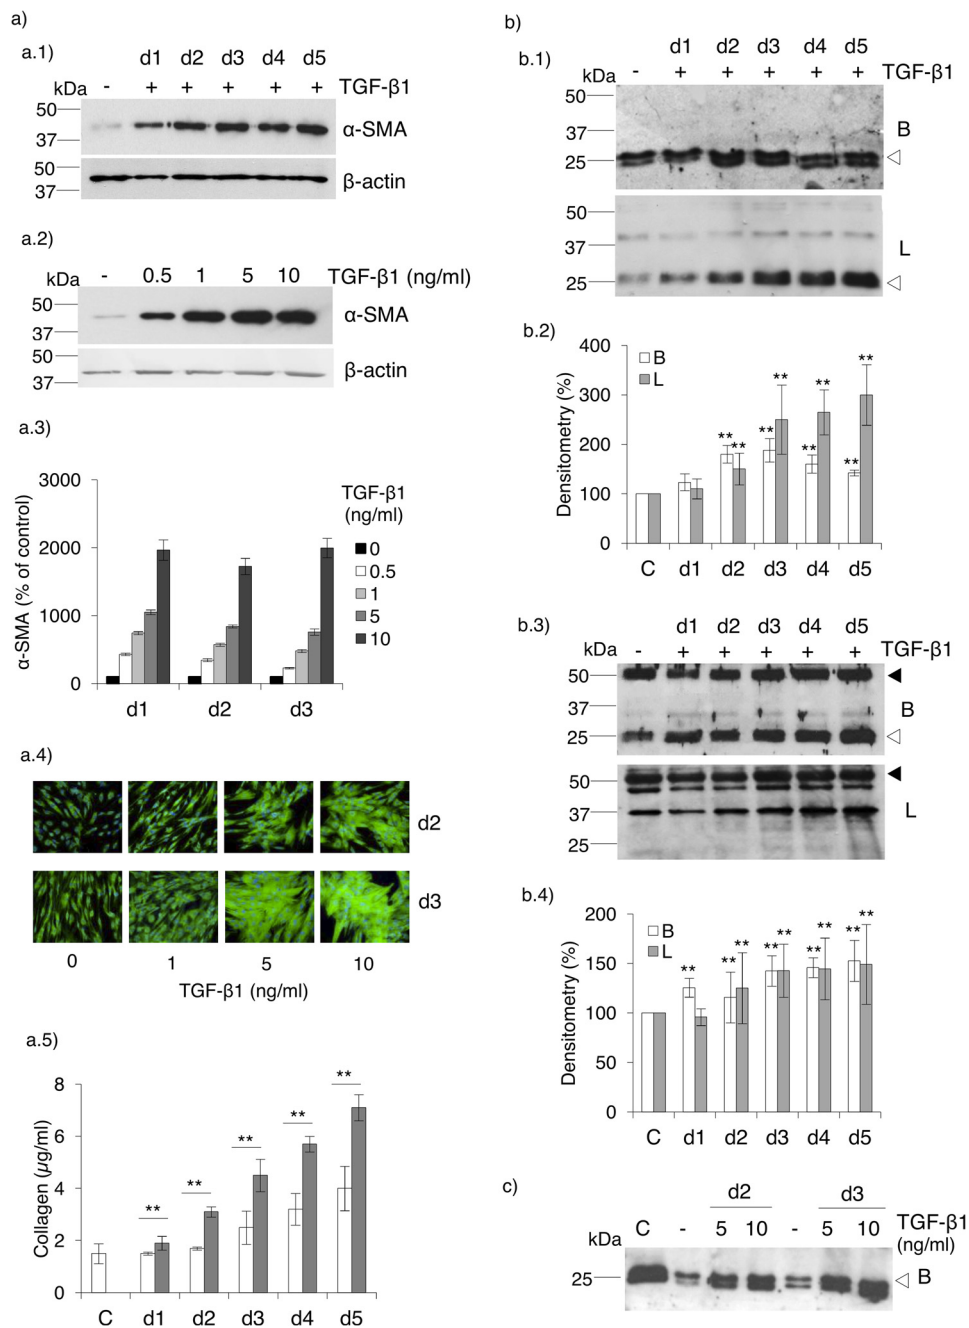 a)
a.1)
d1 d2 d3 d4 d5
kDa - + + + + + TGF-β1
50
37
α-SMA
50
37
β-actin
a.2)
kDa - 0.5 1 5 10 TGF-β1 (ng/ml)
50
37
α-SMA
50
37
β-actin
a.3)
α-SMA (% of control)
3000
2000
1000
0
d1 d2 d3
TGF-β1
(ng/ml)
0
0.5
1
5
10
a.4)
d2
d3
0 1 5 10
TGF-β1 (ng/ml)
a.5)
Collagen (µg/ml)
8
6
4
2
0
** ** ** ** **
C d1 d2 d3 d4 d5
b)
b.1)
d1 d2 d3 d4 d5
kDa - + + + + + TGF-β1
50
37
25
B
50
37
25
L
b.2)
Densitometry (%)
400
300
200
100
0
B
L
** ** ** ** ** ** ** **
C d1 d2 d3 d4 d5
b.3)
d1 d2 d3 d4 d5
kDa - + + + + + TGF-β1
50
37
25
B
50
37
25
L
b.4)
Densitometry (%)
200
150
100
50
0
B
L
** ** ** ** ** ** ** ** **
C d1 d2 d3 d4 d5
c)
d2 d3
C - 5 10 - 5 10 TGF-β1
(ng/ml)
kDa
25
B